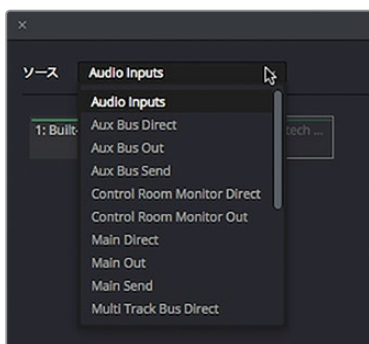 ソース Audio Inputs
Audio Inputs
1: Built-
Aux Bus Direct
Aux Bus Out
Aux Bus Send
Control Room Monitor Direct
Control Room Monitor Out
Main Direct
Main Out
Main Send
Multi Track Bus Direct